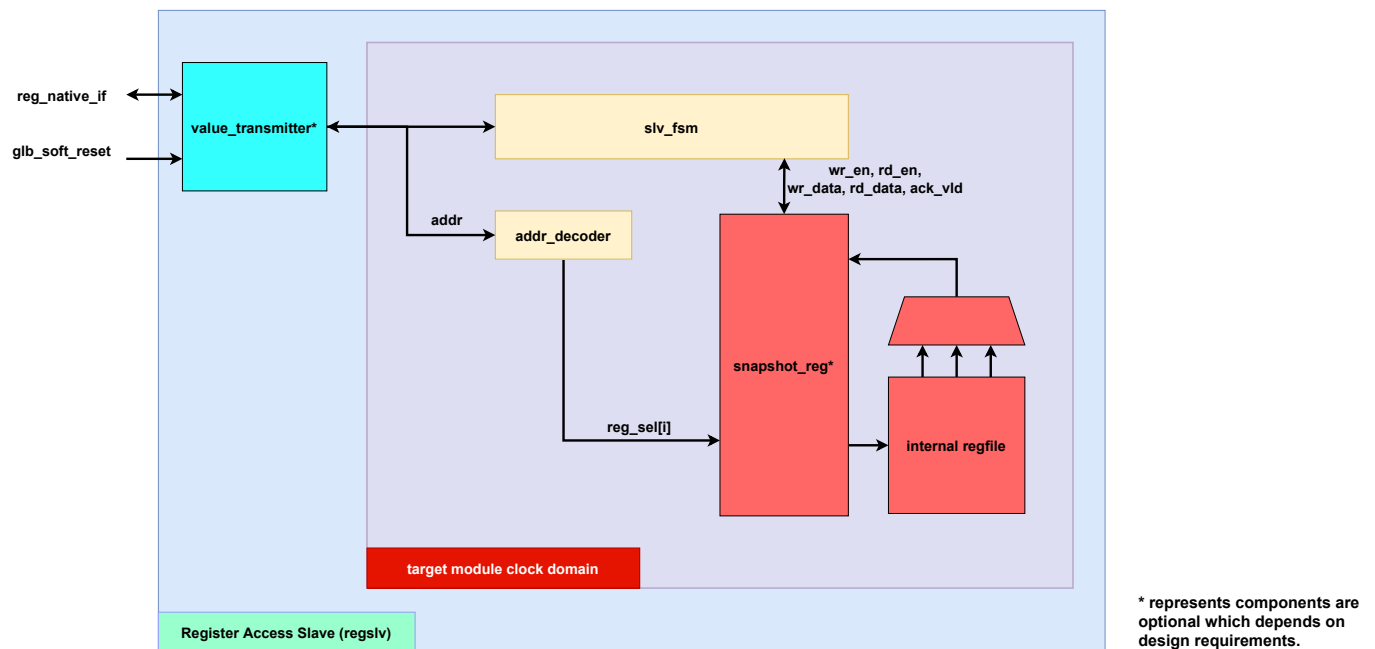 reg_native_if
glb_soft_reset
value_transmitter*
slv_fsm
wr_en, rd_en,
wr_data, rd_data, ack_vld
addr
addr_decoder
snapshot_reg*
reg_sel[i]
internal regfile
target module clock domain
Register Access Slave (regslv)
* represents components are
optional which depends on
design requirements.